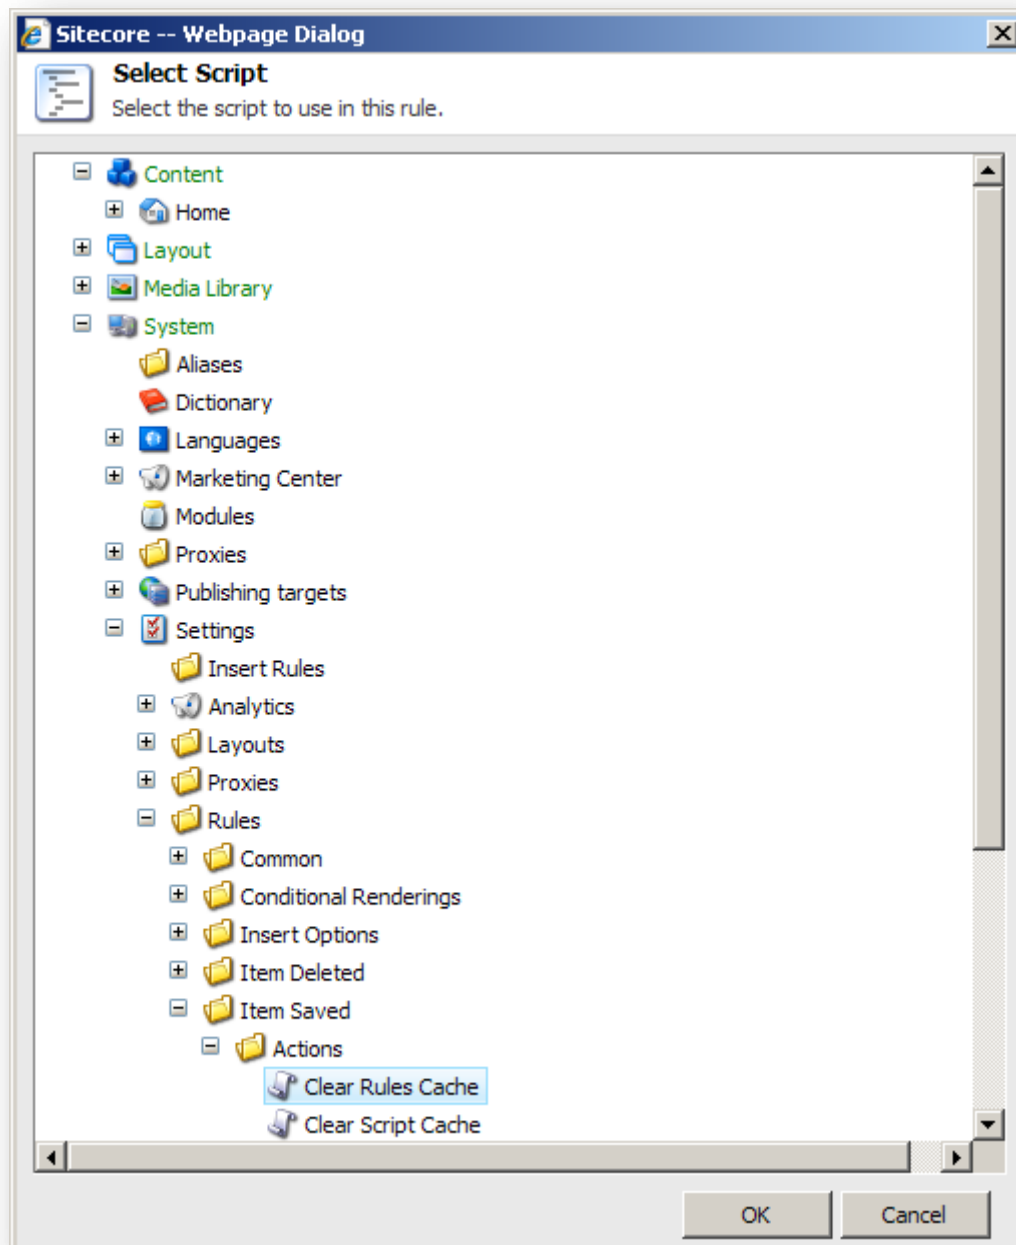 Sitecore -- Webpage Dialog
Select Script
Select the script to use in this rule.
Content
Home
Layout
Media Library
System
Aliases
Dictionary
Languages
Marketing Center
Modules
Proxies
Publishing targets
Settings
Insert Rules
Analytics
Layouts
Proxies
Rules
Common
Conditional Renderings
Insert Options
Item Deleted
Item Saved
Actions
Clear Rules Cache
Clear Script Cache
OK Cancel